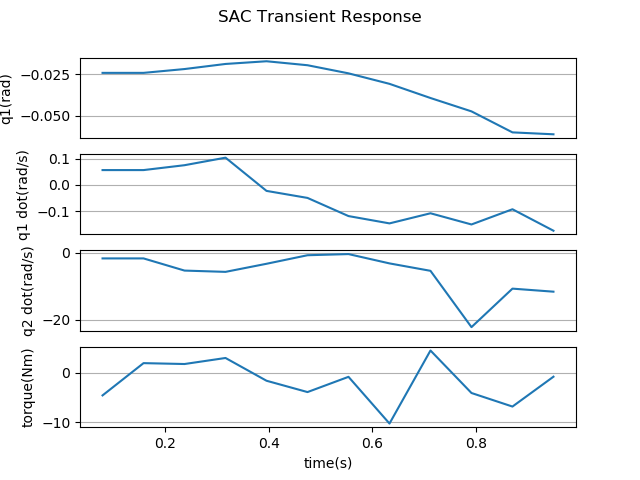 SAC Transient Response
q1(rad)
−0.025
−0.050
q1 dot(rad/s)
0.1
0.0
−0.1
q2 dot(rad/s)
0
−20
torque(Nm)
0
−10
0.2 0.4 0.6 0.8
time(s)